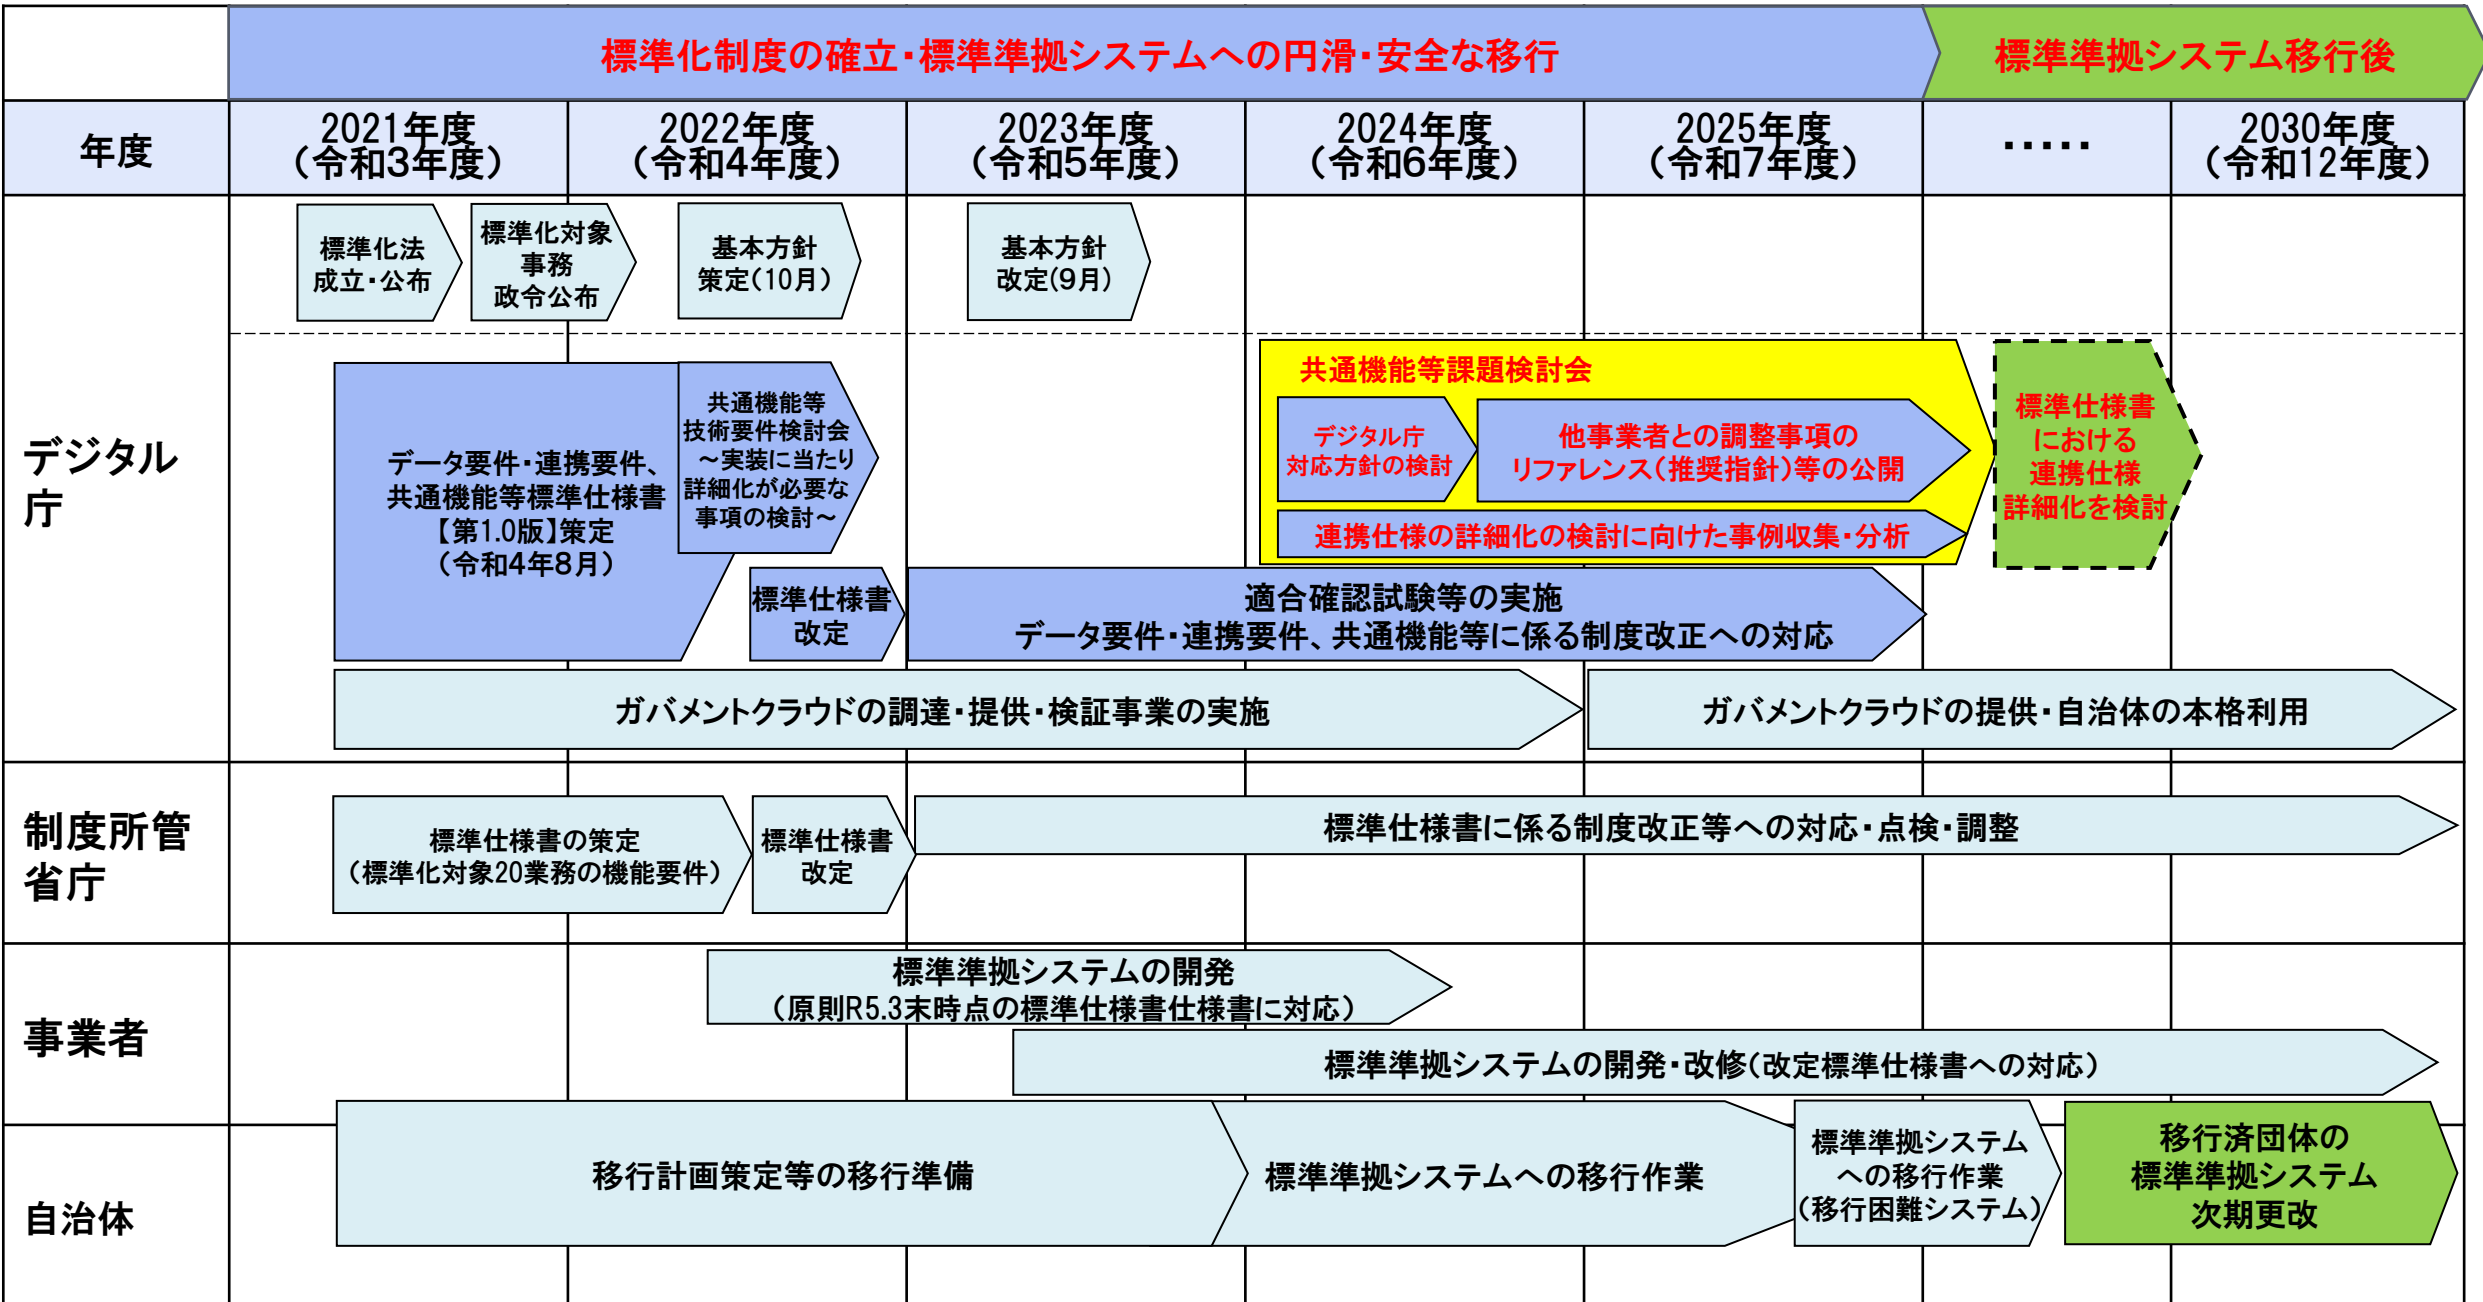 標準化制度の確立・標準準拠システムへの円滑・安全な移行
標準準拠システム移行後
年度
2021年度
（令和3年度）
2022年度
（令和4年度）
2023年度
（令和5年度）
2024年度
（令和6年度）
2025年度
（令和7年度）
・・・・・
2030年度
（令和12年度）
デジタル
庁
標準化法
成立・公布
標準化対象
事務
政令公布
基本方針
策定(10月)
基本方針
改定(9月)
データ要件・連携要件、
共通機能等標準仕様書
【第1.0版】策定
（令和4年8月）
共通機能等
技術要件検討会
～実装に当たり
詳細化が必要な
事項の検討～
標準仕様書
改定
共通機能等課題検討会
デジタル庁
対応方針の検討
他事業者との調整事項の
リファレンス（推奨指針）等の公開
連携仕様の詳細化の検討に向けた事例収集・分析
標準仕様書
における
連携仕様
詳細化を検討
適合確認試験等の実施
データ要件・連携要件、共通機能等に係る制度改正への対応
ガバメントクラウドの調達・提供・検証事業の実施
ガバメントクラウドの提供・自治体の本格利用
制度所管
省庁
標準仕様書の策定
（標準化対象20業務の機能要件）
標準仕様書
改定
標準仕様書に係る制度改正等への対応・点検・調整
事業者
標準準拠システムの開発
（原則R5.3末時点の標準仕様書仕様書に対応）
標準準拠システムの開発・改修（改定標準仕様書への対応）
自治体
移行計画策定等の移行準備
標準準拠システムへの移行作業
標準準拠システム
への移行作業
(移行困難システム)
移行済団体の
標準準拠システム
次期更改